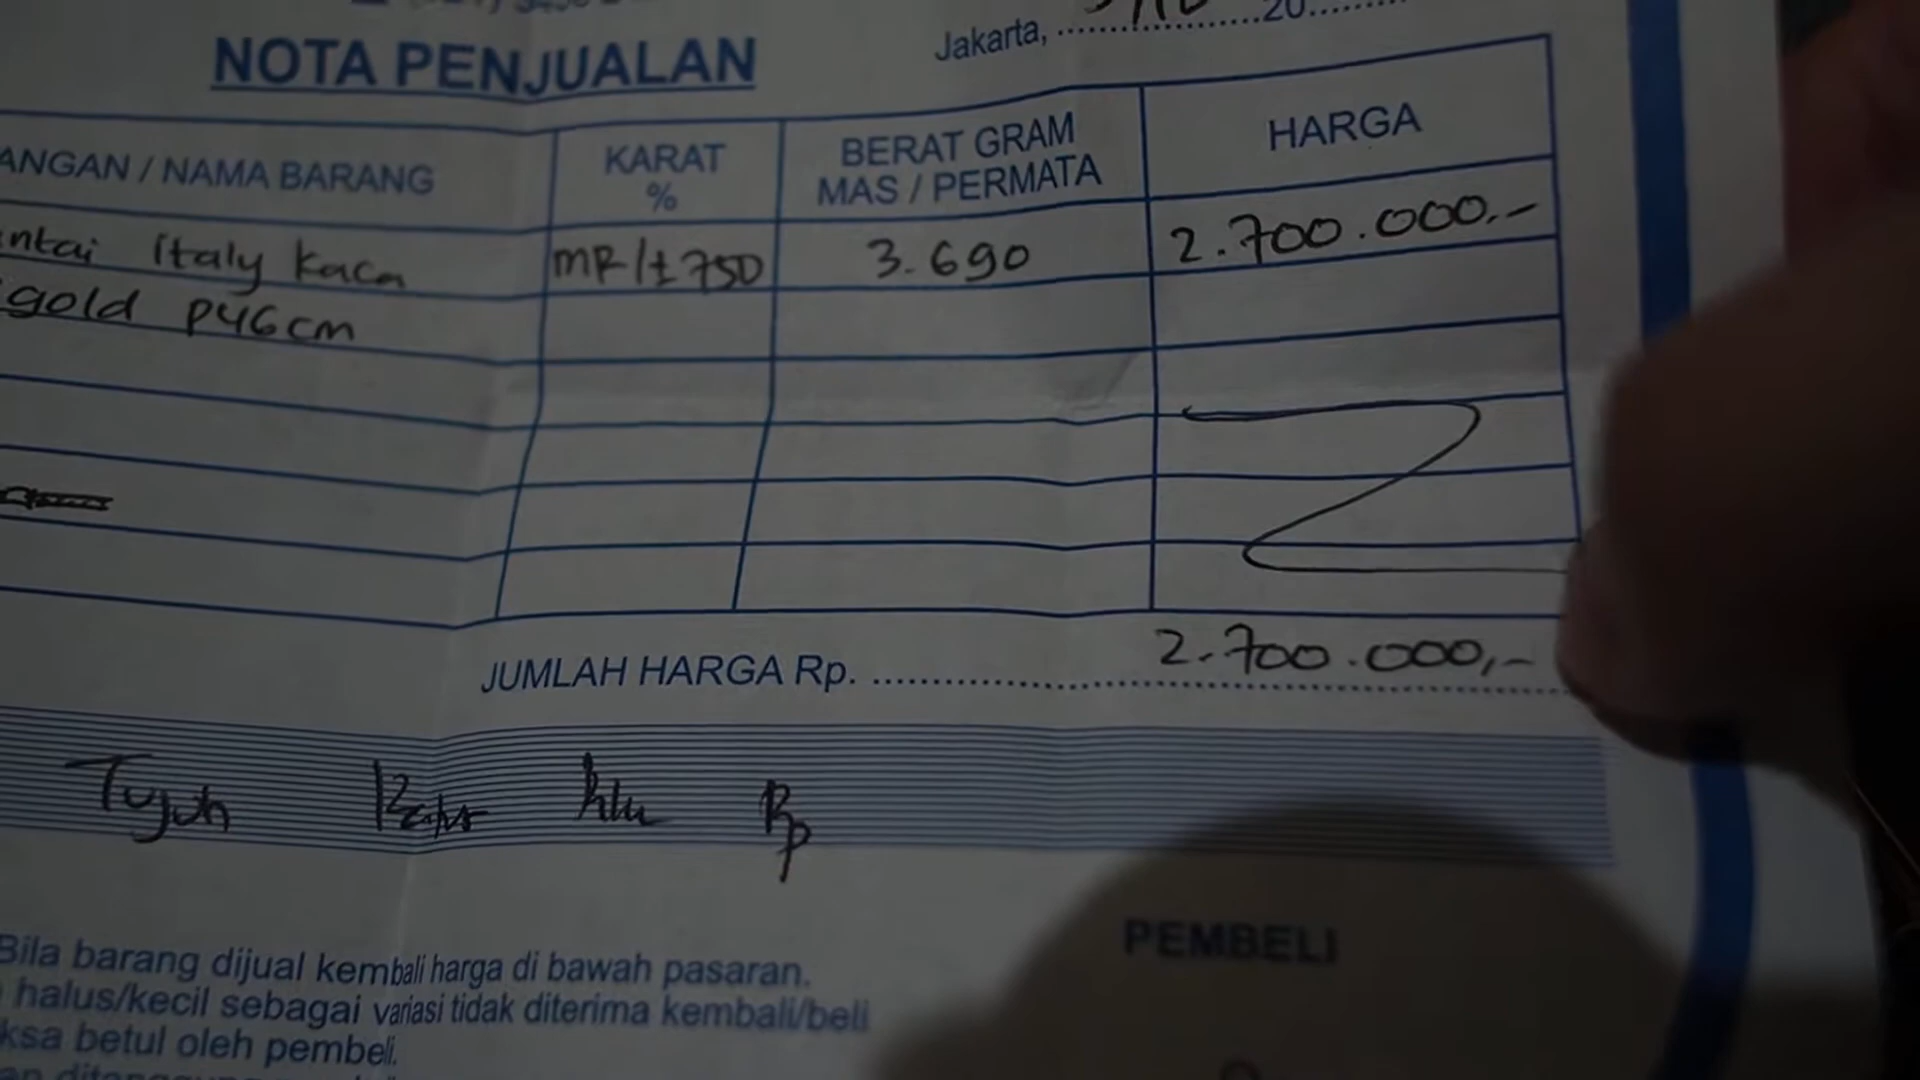 NOTA PENJUALAN
Jakarta, 20
ANGAN / NAMA BARANG
KARAT %
BERAT GRAM
MAS / PERMATA
HARGA
ntai Italy kaca
MR/±750
3.690
2.700.000.-
gold P46cm
JUMLAH HARGA Rp. 2.700.000,-
Tujuh Ratus Ribu Rp
Bila barang dijual kembali harga di bawah pasaran.
halus/kecil sebagai variasi tidak diterima kembali/beli
ksa betul oleh pembeli.
PEMBELI